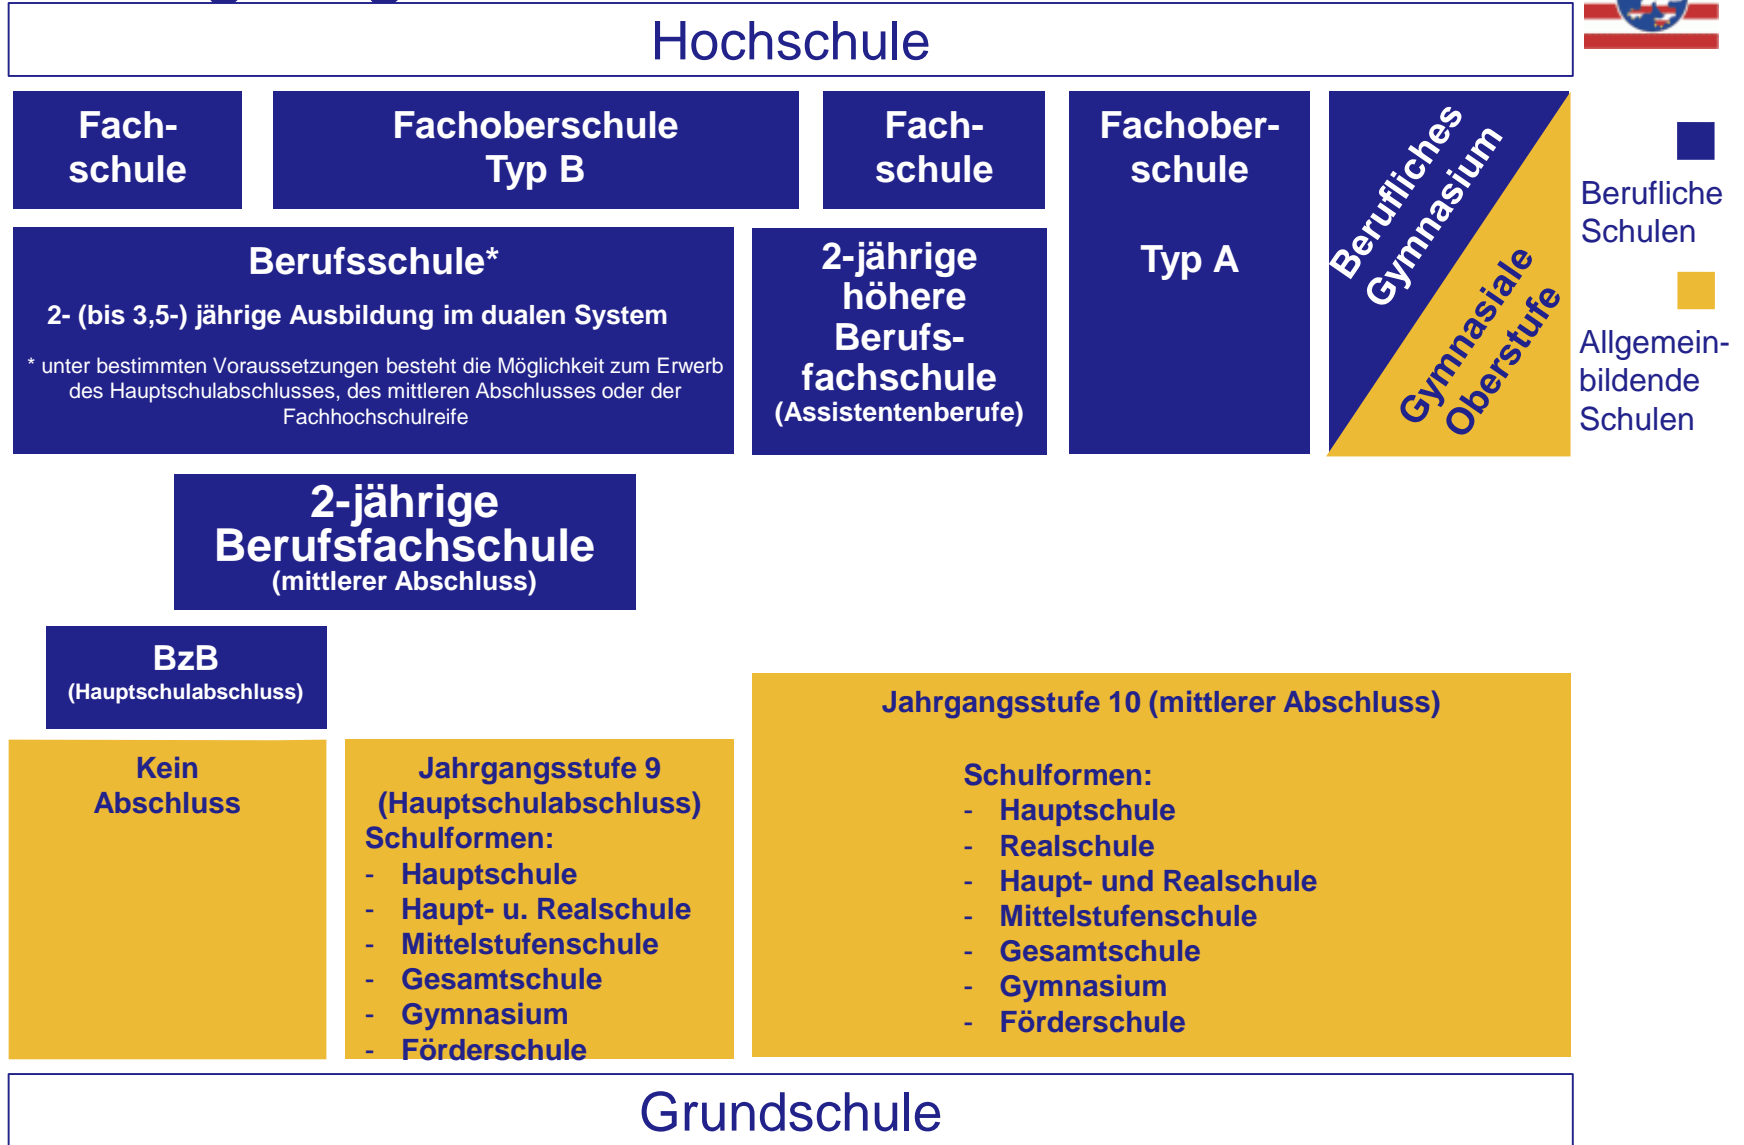 Hochschule
Fach-
schule
Fachoberschule
Typ B
Fach-
schule
Fachober-
schule
Typ A
Berufliches
Gymnasium
Gymnasiale
Oberstufe
Berufliche
Schulen
Allgemein-
bildende
Schulen
Berufsschule*
2- (bis 3,5-) jährige Ausbildung im dualen System
* unter bestimmten Voraussetzungen besteht die Möglichkeit zum Erwerb
des Hauptschulabschlusses, des mittleren Abschlusses oder der
Fachhochschulreife
2-jährige
höhere
Berufs-
fachschule
(Assistentenberufe)
2-jährige
Berufsfachschule
(mittlerer Abschluss)
BzB
(Hauptschulabschluss)
Kein
Abschluss
Jahrgangsstufe 9
(Hauptschulabschluss)
Schulformen:
- Hauptschule
- Haupt- u. Realschule
- Mittelstufenschule
- Gesamtschule
- Gymnasium
- Förderschule
Jahrgangsstufe 10 (mittlerer Abschluss)
Schulformen:
- Hauptschule
- Realschule
- Haupt- und Realschule
- Mittelstufenschule
- Gesamtschule
- Gymnasium
- Förderschule
Grundschule